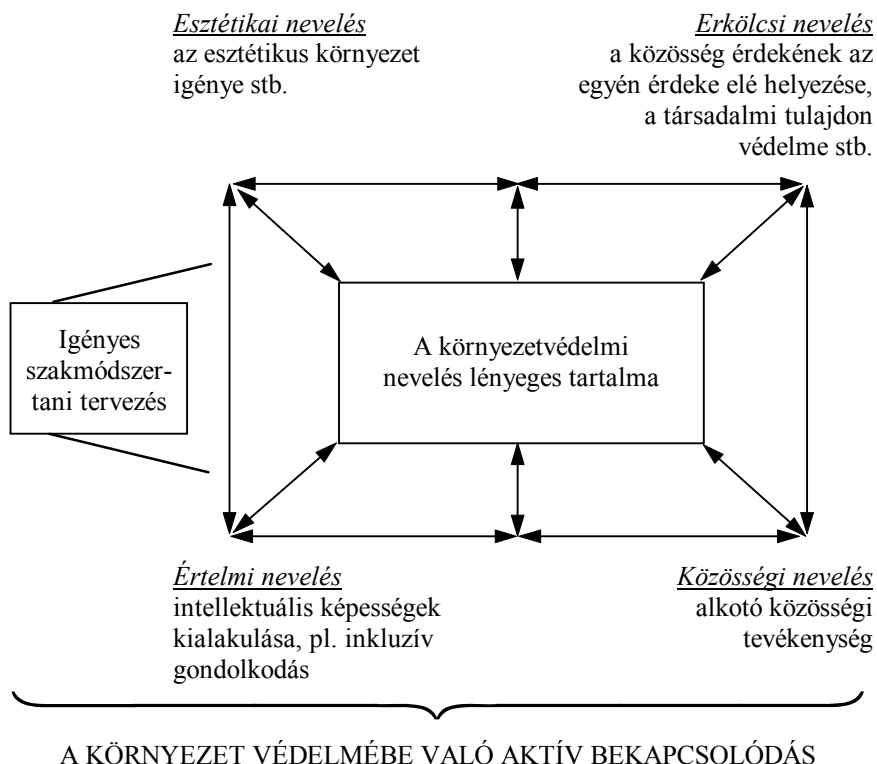 Esztétikai nevelés
az esztétikus környezet
igénye stb.
Erkölcsi nevelés
a közösség érdekének az
egyén érdeke elé helyezése,
a társadalmi tulajdon
védelme stb.
Igényes
szakmódszer-
tani tervezés
A környezetvédelmi
nevelés lényeges tartalma
Értelmi nevelés
intellektuális képességek
kialakulása, pl. inkluzív
gondolkodás
Közösségi nevelés
alkotó közösségi
tevékenység
A KÖRNYEZET VÉDELMÉBE VALÓ AKTÍV BEKAPCSOLÓDÁS